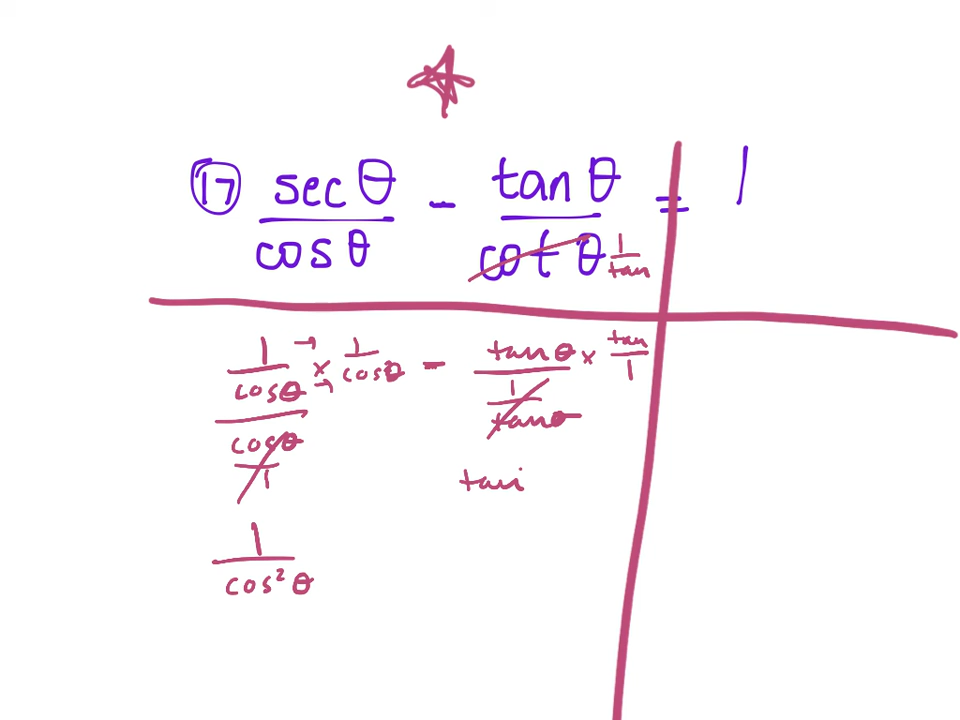 17 secθ/cosθ - tanθ/cotθ = 1
1/tan
1/cosθ × 1/cosθ - tanθ × tan/1
cosθ/1 1/tanθ
tan
1/cos²θ